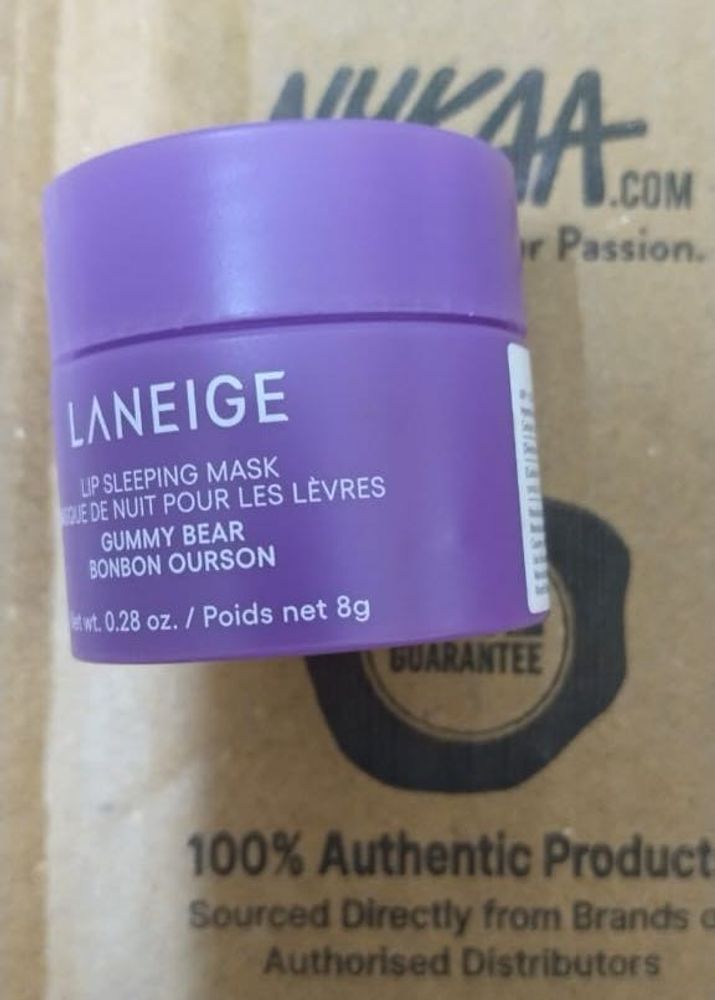 NYKAA.COM
Passion.
LANEIGE
LIP SLEEPING MASK
DE NUIT POUR LES LÈVRES
GUMMY BEAR
BONBON OURSON
wt. 0.28 oz. / Poids net 8g
GUARANTEE
100% Authentic Product
Sourced Directly from Brands
Authorised Distributors